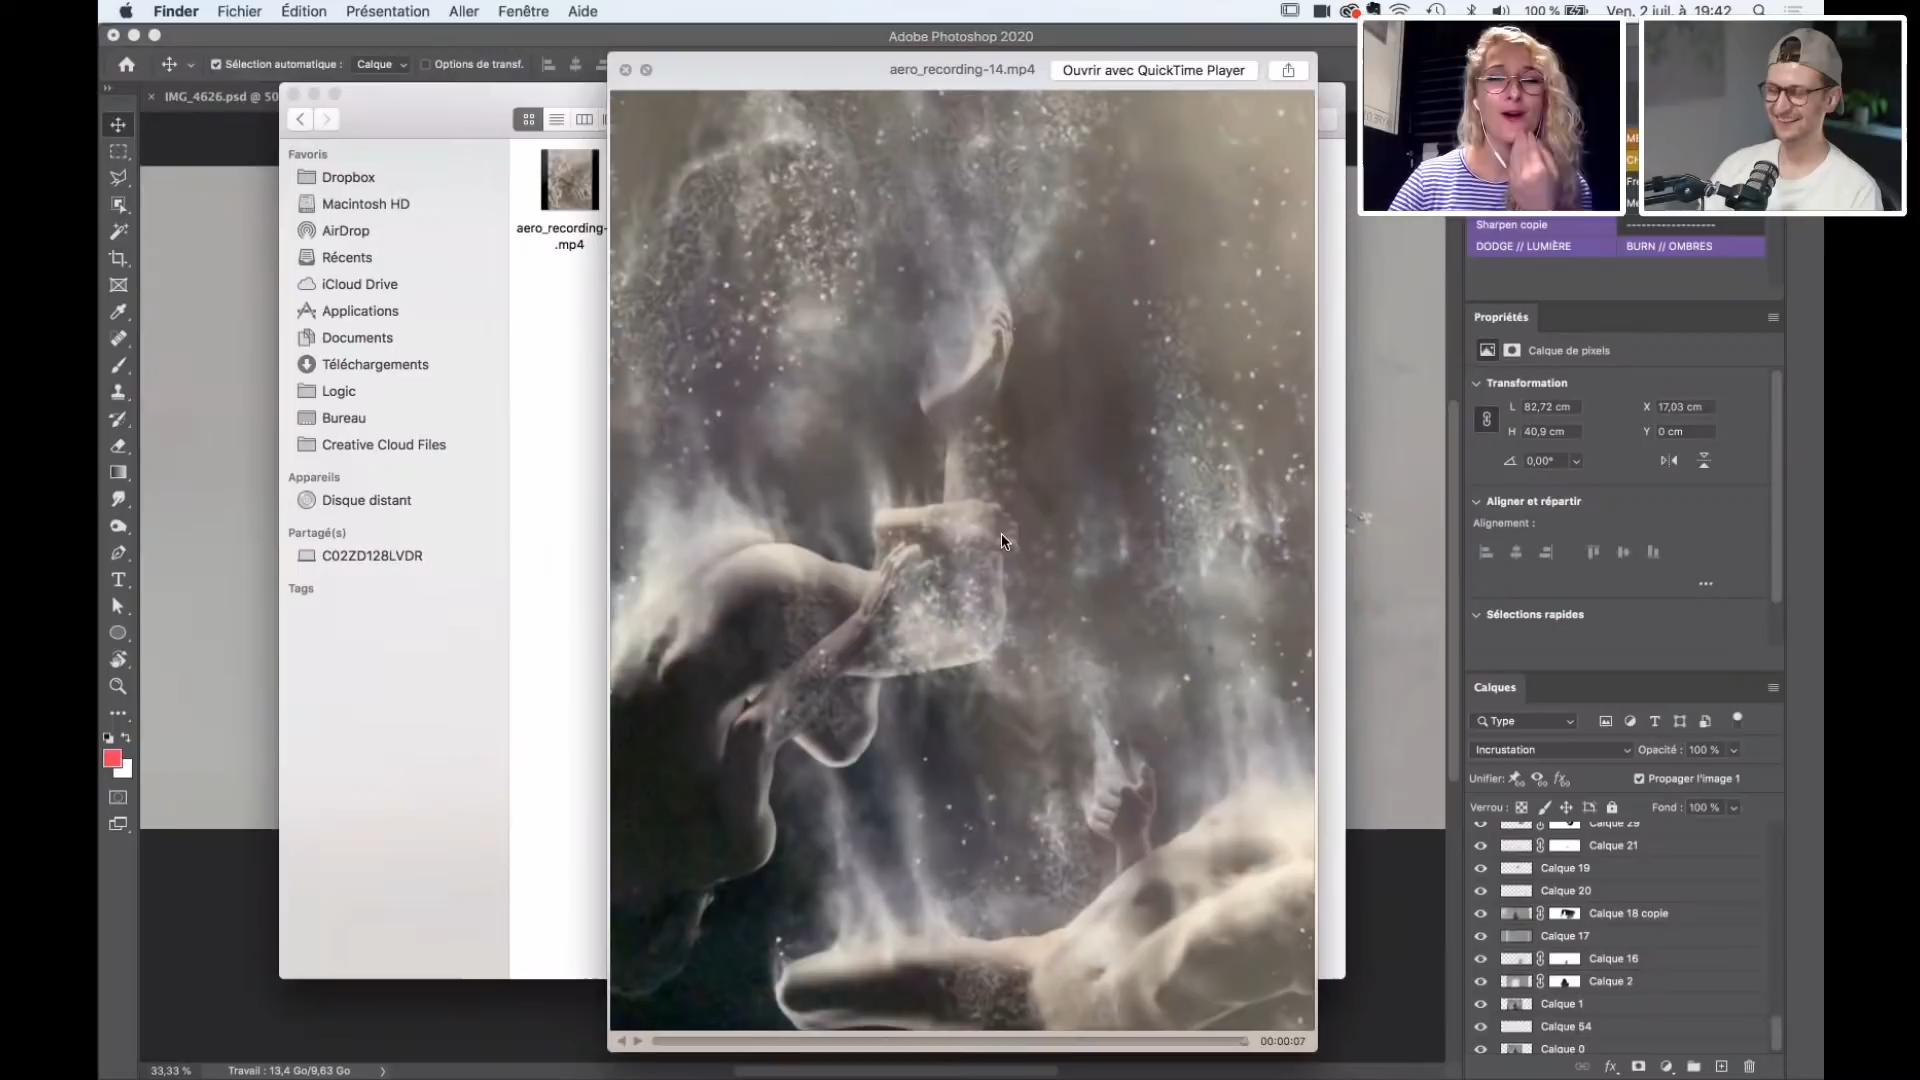 Finder Fichier Édition Présentation Aller Fenêtre Aide
100 % Ven. 2 juil. à 19:42
Adobe Photoshop 2020
Sélection automatique : Calque Options de transf.
aero_recording-14.mp4 Ouvrir avec QuickTime Player
IMG_4626.psd @ 50
Favoris
Dropbox
Macintosh HD
AirDrop
Récents
iCloud Drive
Applications
Documents
Téléchargements
Logic
Bureau
Creative Cloud Files
Appareils
Disque distant
Partagé(s)
C02ZD128LVDR
Tags
aero_recording-
.mp4
Sharpen copie
DODGE // LUMIÈRE BURN // OMBRES
Propriétés
Calque de pixels
Transformation
L 82,72 cm X 17,03 cm
H 40,9 cm Y 0 cm
0,00°
Aligner et répartir
Alignement :
Sélections rapides
Calques
Type
Incrustation Opacité : 100 %
Unifier : Propager l'image 1
Verrou : Fond : 100 %
Calque 29
Calque 21
Calque 19
Calque 20
Calque 18 copie
Calque 17
Calque 16
Calque 2
Calque 1
Calque 54
Calque 0
00:00:07
33,33 % Travail : 13,4 Go/9,63 Go